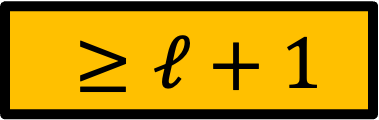 ≥ ℓ + 1